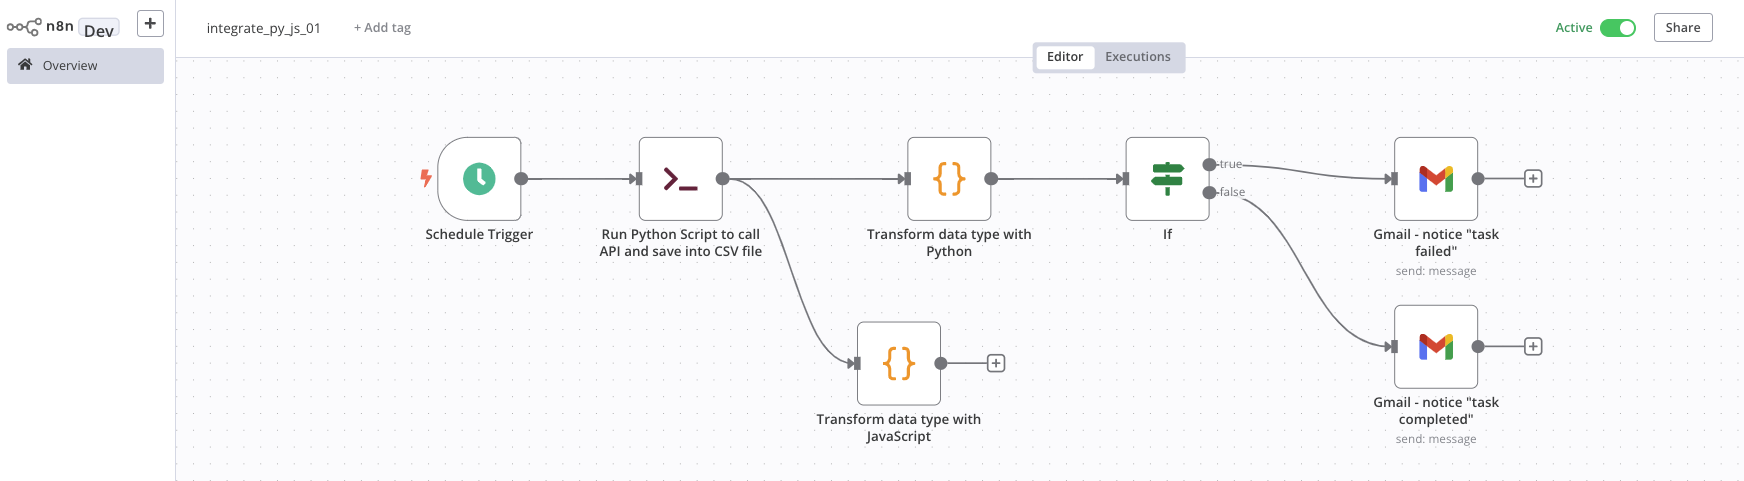 n8n Dev +
Overview
integrate_py_js_01 + Add tag
Active Share
Editor Executions
Schedule Trigger
Run Python Script to call
API and save into CSV file
Transform data type with
Python
true
false
If
Gmail - notice "task
failed"
send: message
Transform data type with
JavaScript
Gmail - notice "task
completed"
send: message